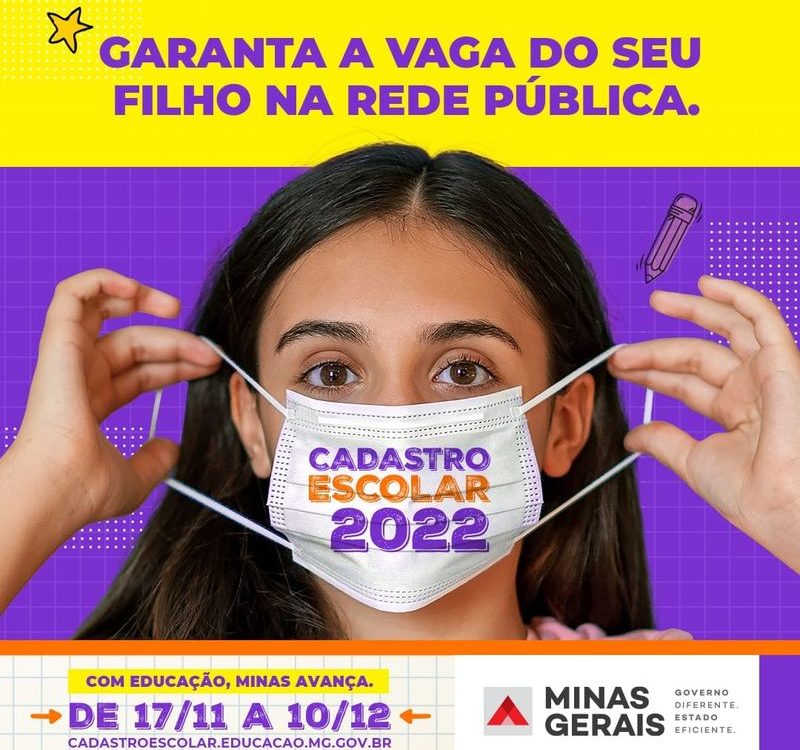 GARANTA A VAGA DO SEU
FILHO NA REDE PÚBLICA.
CADASTRO
ESCOLAR
2022
COM EDUCAÇÃO, MINAS AVANÇA.
DE 17/11 A 10/12
CADASTROESCOLAR.EDUCACAO.MG.GOV.BR
MINAS
GERAIS
GOVERNO
DIFERENTE.
ESTADO
EFICIENTE.